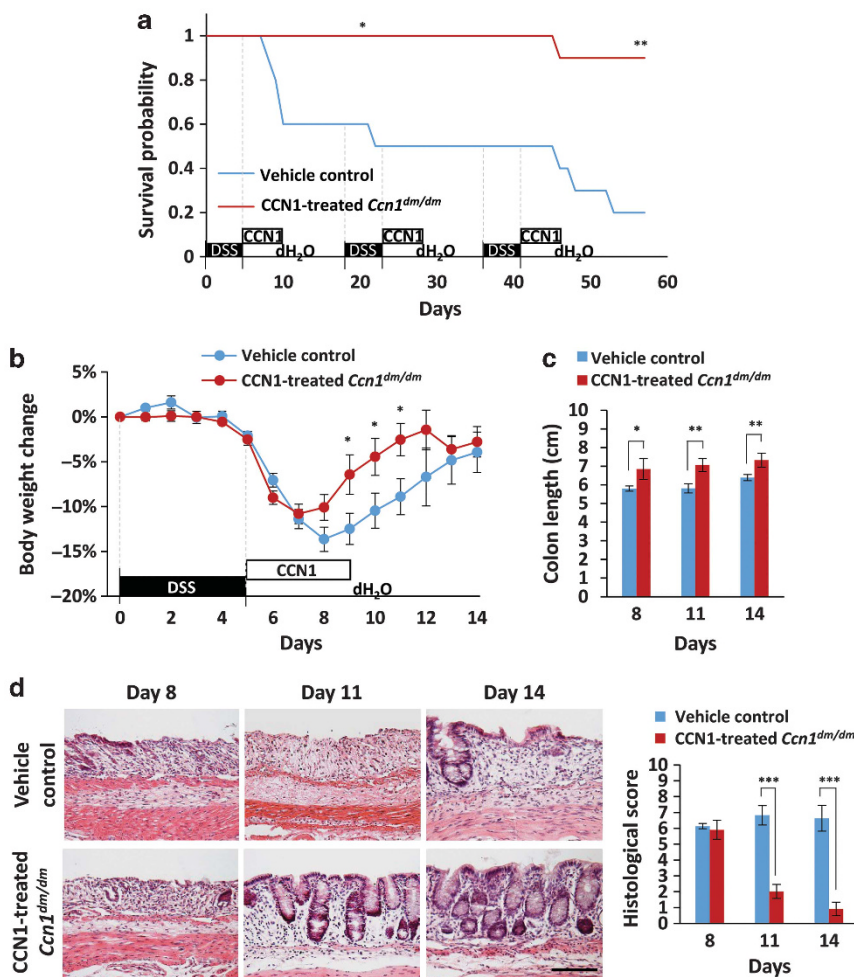 a
Survival probability
1
0.8
0.6
0.4
0.2
0
*
**
Vehicle control
CCN1-treated Ccn1dm/dm
CCN1
CCN1
CCN1
DSS
dH2O
DSS
dH2O
DSS
dH2O
0 10 20 30 40 50 60
Days
b
Vehicle control
CCN1-treated Ccn1dm/dm
Body weight change
5%
0%
–5%
–10%
–15%
–20%
* * *
CCN1
DSS
dH2O
0 2 4 6 8 10 12 14
Days
c
Vehicle control
CCN1-treated Ccn1dm/dm
Colon length (cm)
10
9
8
7
6
5
4
3
2
1
0
* ** **
8 11 14
Days
d
Day 8 Day 11 Day 14
Vehicle
control
CCN1-treated
Ccn1dm/dm
Vehicle control
CCN1-treated Ccn1dm/dm
Histological score
10
9
8
7
6
5
4
3
2
1
0
*** ***
8 11 14
Days